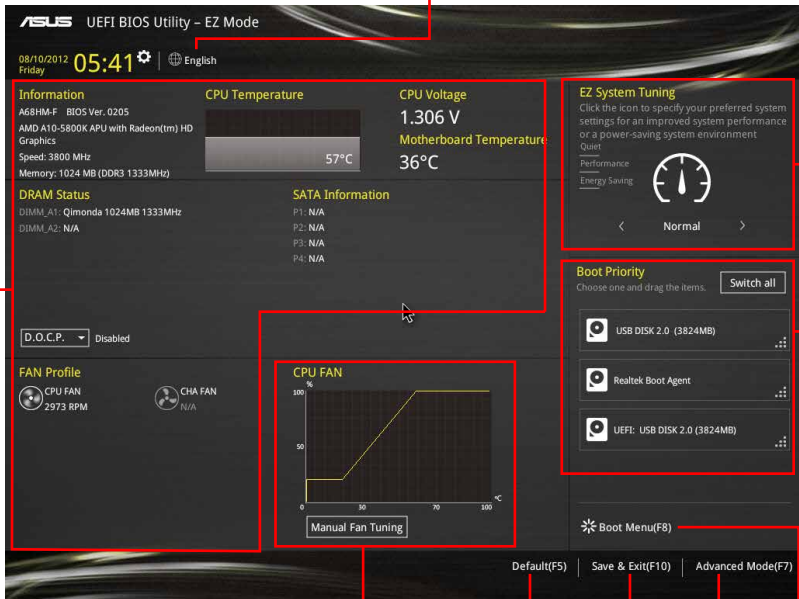 ASUS UEFI BIOS Utility – EZ Mode
08/10/2012
Friday
05:41
English
Information
A68HM-F BIOS Ver. 0205
AMD A10-5800K APU with Radeon(tm) HD
Graphics
Speed: 3800 MHz
Memory: 1024 MB (DDR3 1333MHz)
CPU Temperature
57°C
CPU Voltage
1.306 V
Motherboard Temperature
36°C
EZ System Tuning
Click the icon to specify your preferred system
settings for an improved system performance
or a power-saving system environment
Quiet
Performance
Energy Saving
Normal
DRAM Status
DIMM_A1: Qimonda 1024MB 1333MHz
DIMM_A2: N/A
SATA Information
P1: N/A
P2: N/A
P3: N/A
P4: N/A
D.O.C.P. Disabled
Boot Priority
Choose one and drag the items.
Switch all
USB DISK 2.0 (3824MB)
Realtek Boot Agent
UEFI: USB DISK 2.0 (3824MB)
FAN Profile
CPU FAN
2973 RPM
CHA FAN
N/A
CPU FAN
%
100
50
0 30 70 100
°C
Manual Fan Tuning
Boot Menu(F8)
Default(F5) Save & Exit(F10) Advanced Mode(F7)